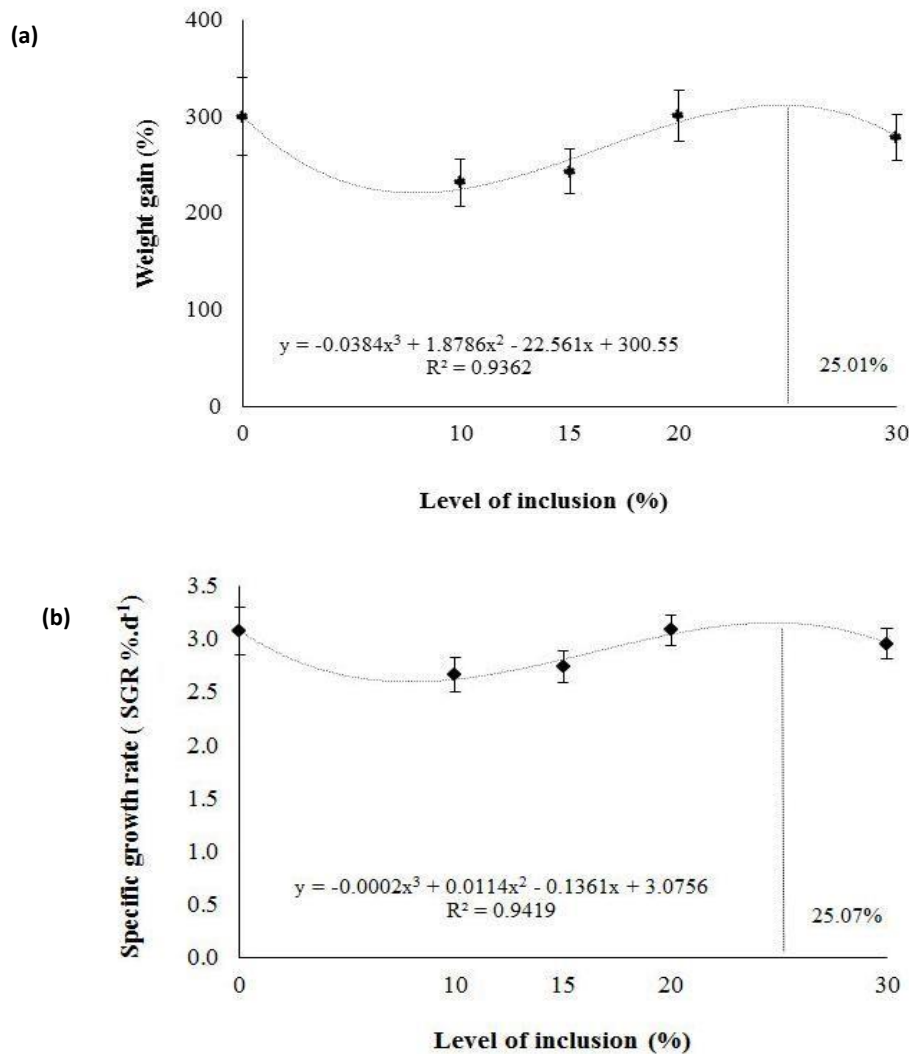 (a)
Weight gain (%)
400
300
200
100
0
y = -0.0384x³ + 1.8786x² - 22.561x + 300.55
R² = 0.9362
25.01%
0 10 15 20 30
Level of inclusion (%)
(b)
Specific growth rate ( SGR %.d⁻¹)
3.5
3.0
2.5
2.0
1.5
1.0
0.5
0.0
y = -0.0002x³ + 0.0114x² - 0.1361x + 3.0756
R² = 0.9419
25.07%
0 10 15 20 30
Level of inclusion (%)